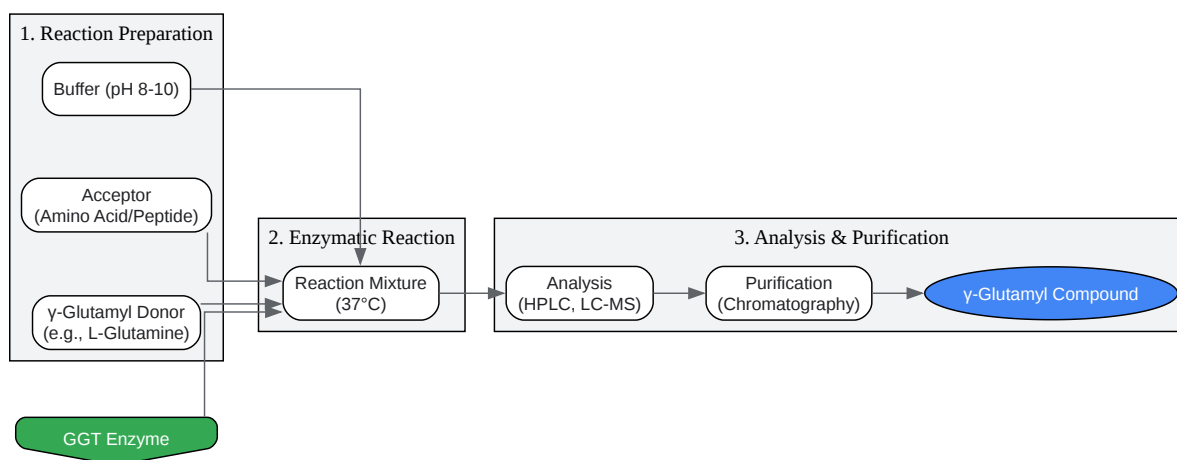 1. Reaction Preparation
Buffer (pH 8-10)
Acceptor
(Amino Acid/Peptide)
γ-Glutamyl Donor
(e.g., L-Glutamine)
GGT Enzyme
2. Enzymatic Reaction
Reaction Mixture
(37°C)
3. Analysis & Purification
Analysis
(HPLC, LC-MS)
Purification
(Chromatography)
γ-Glutamyl Compound